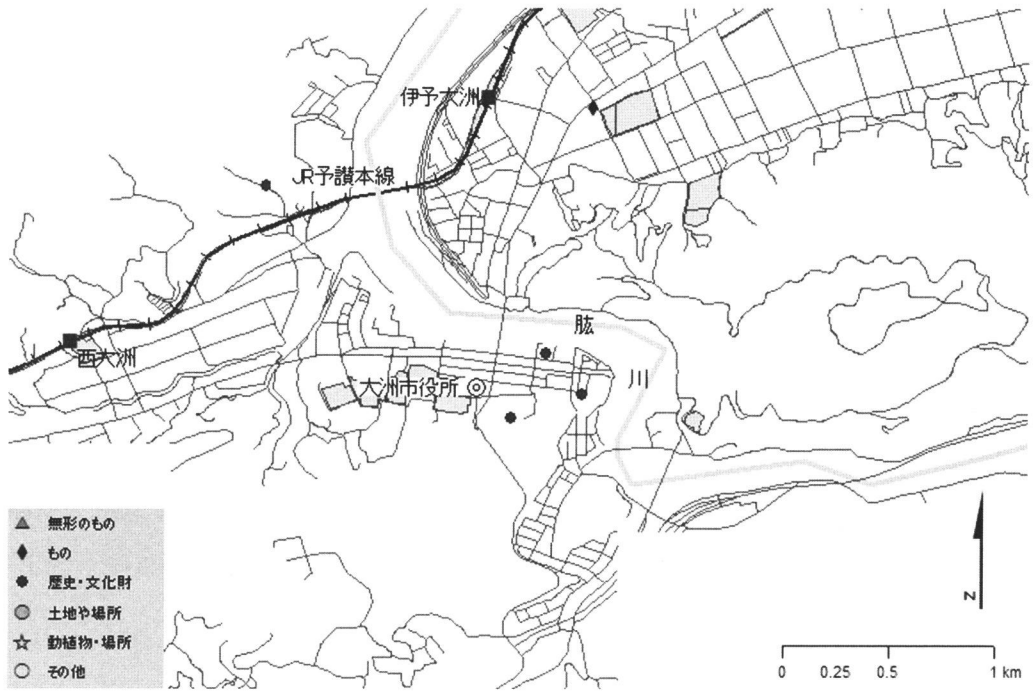 伊予大洲
JR予讃本線
西大洲
肱
川
大洲市役所
無形のもの
もの
歴史・文化財
土地や場所
動植物・場所
その他
N
0 0.25 0.5 1 km